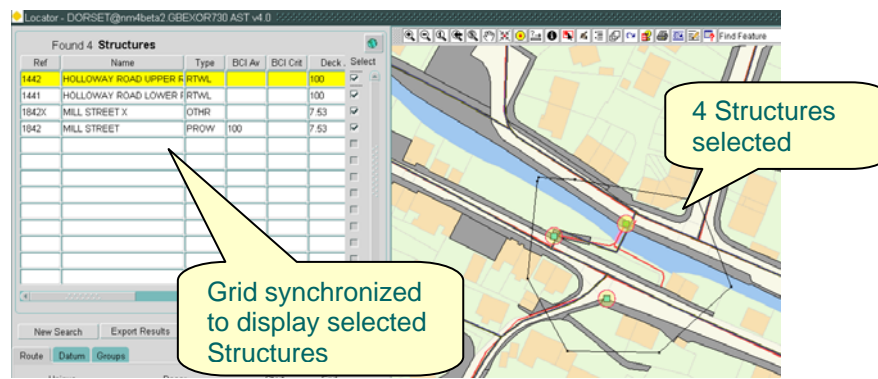 Locator - DORSET@nm4beta2 GBEXOR730 AST v4.0
Found 4 Structures
Ref Name Type BCI Av BCI Crit Deck. Select
1442 HOLLOWAY ROAD UPPER R RTWL 100
1441 HOLLOWAY ROAD LOWER F RTWL 100
1842X MILL STREET X OTHR 7.53
1842 MILL STREET PROW 100 7.53
New Search Export Results
Route Datum Groups
Find Feature
4 Structures
selected
Grid synchronized
to display selected
Structures